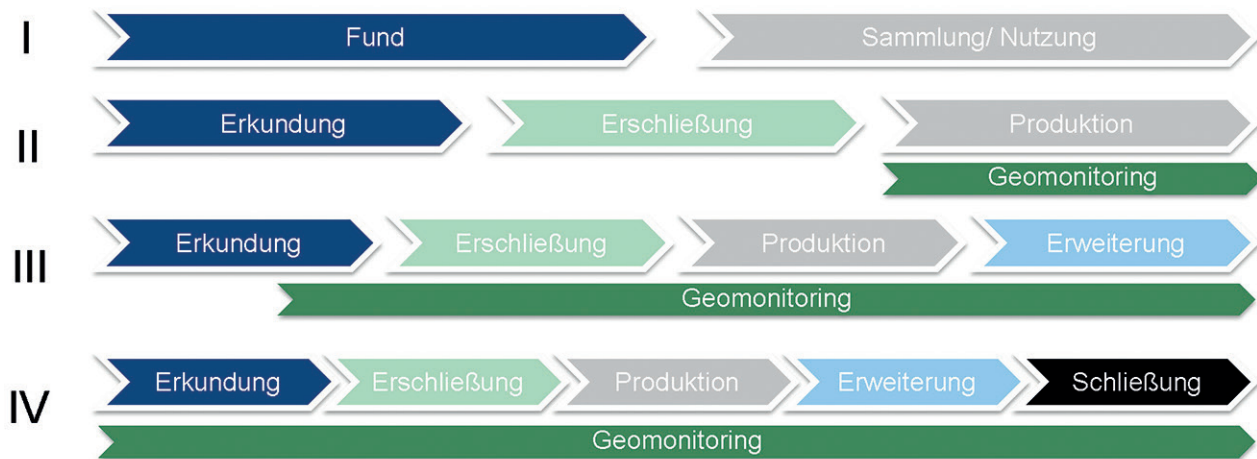 I
Fund
Sammlung/ Nutzung
II
Erkundung
Erschließung
Produktion
Geomonitoring
III
Erkundung
Erschließung
Produktion
Erweiterung
Geomonitoring
IV
Erkundung
Erschließung
Produktion
Erweiterung
Schließung
Geomonitoring